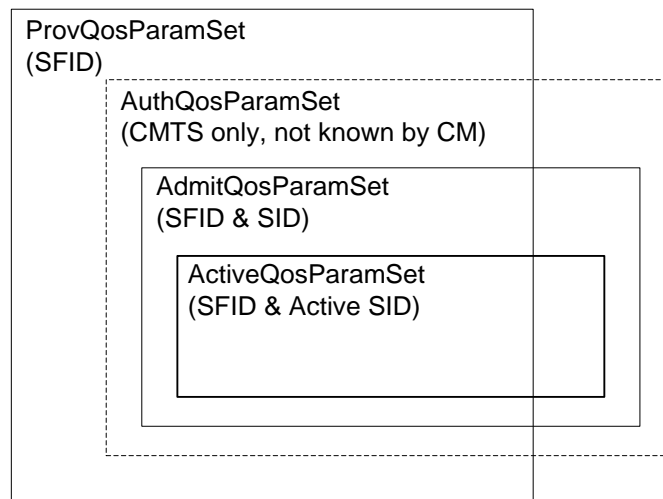 ProvQosParamSet
(SFID)
AuthQosParamSet
(CMTS only, not known by CM)
AdmitQosParamSet
(SFID & SID)
ActiveQosParamSet
(SFID & Active SID)